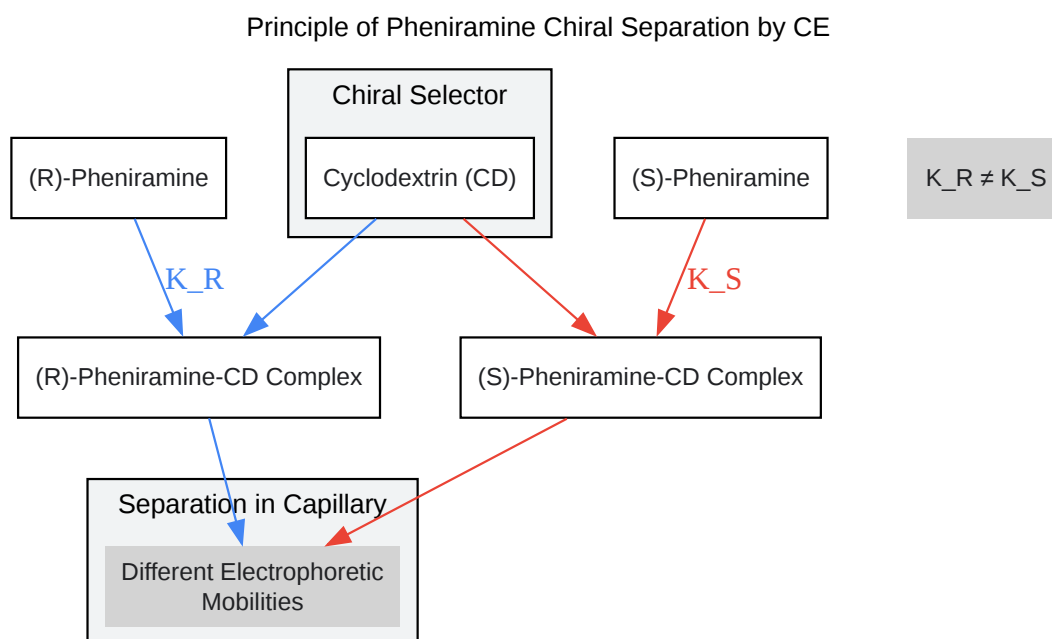 Principle of Pheniramine Chiral Separation by CE
Chiral Selector
(R)-Pheniramine
Cyclodextrin (CD)
(S)-Pheniramine
K_R ≠ K_S
K_R
K_S
(R)-Pheniramine-CD Complex
(S)-Pheniramine-CD Complex
Separation in Capillary
Different Electrophoretic
Mobilities